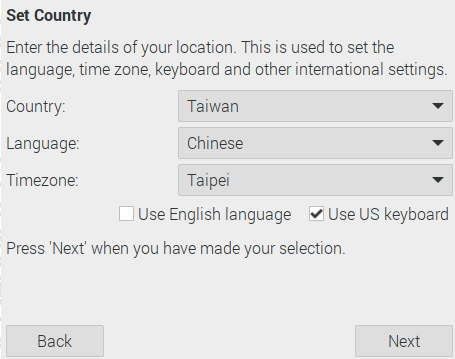 Set Country
Enter the details of your location. This is used to set the
language, time zone, keyboard and other international settings.
Country: Taiwan
Language: Chinese
Timezone: Taipei
Use English language Use US keyboard
Press 'Next' when you have made your selection.
Back Next